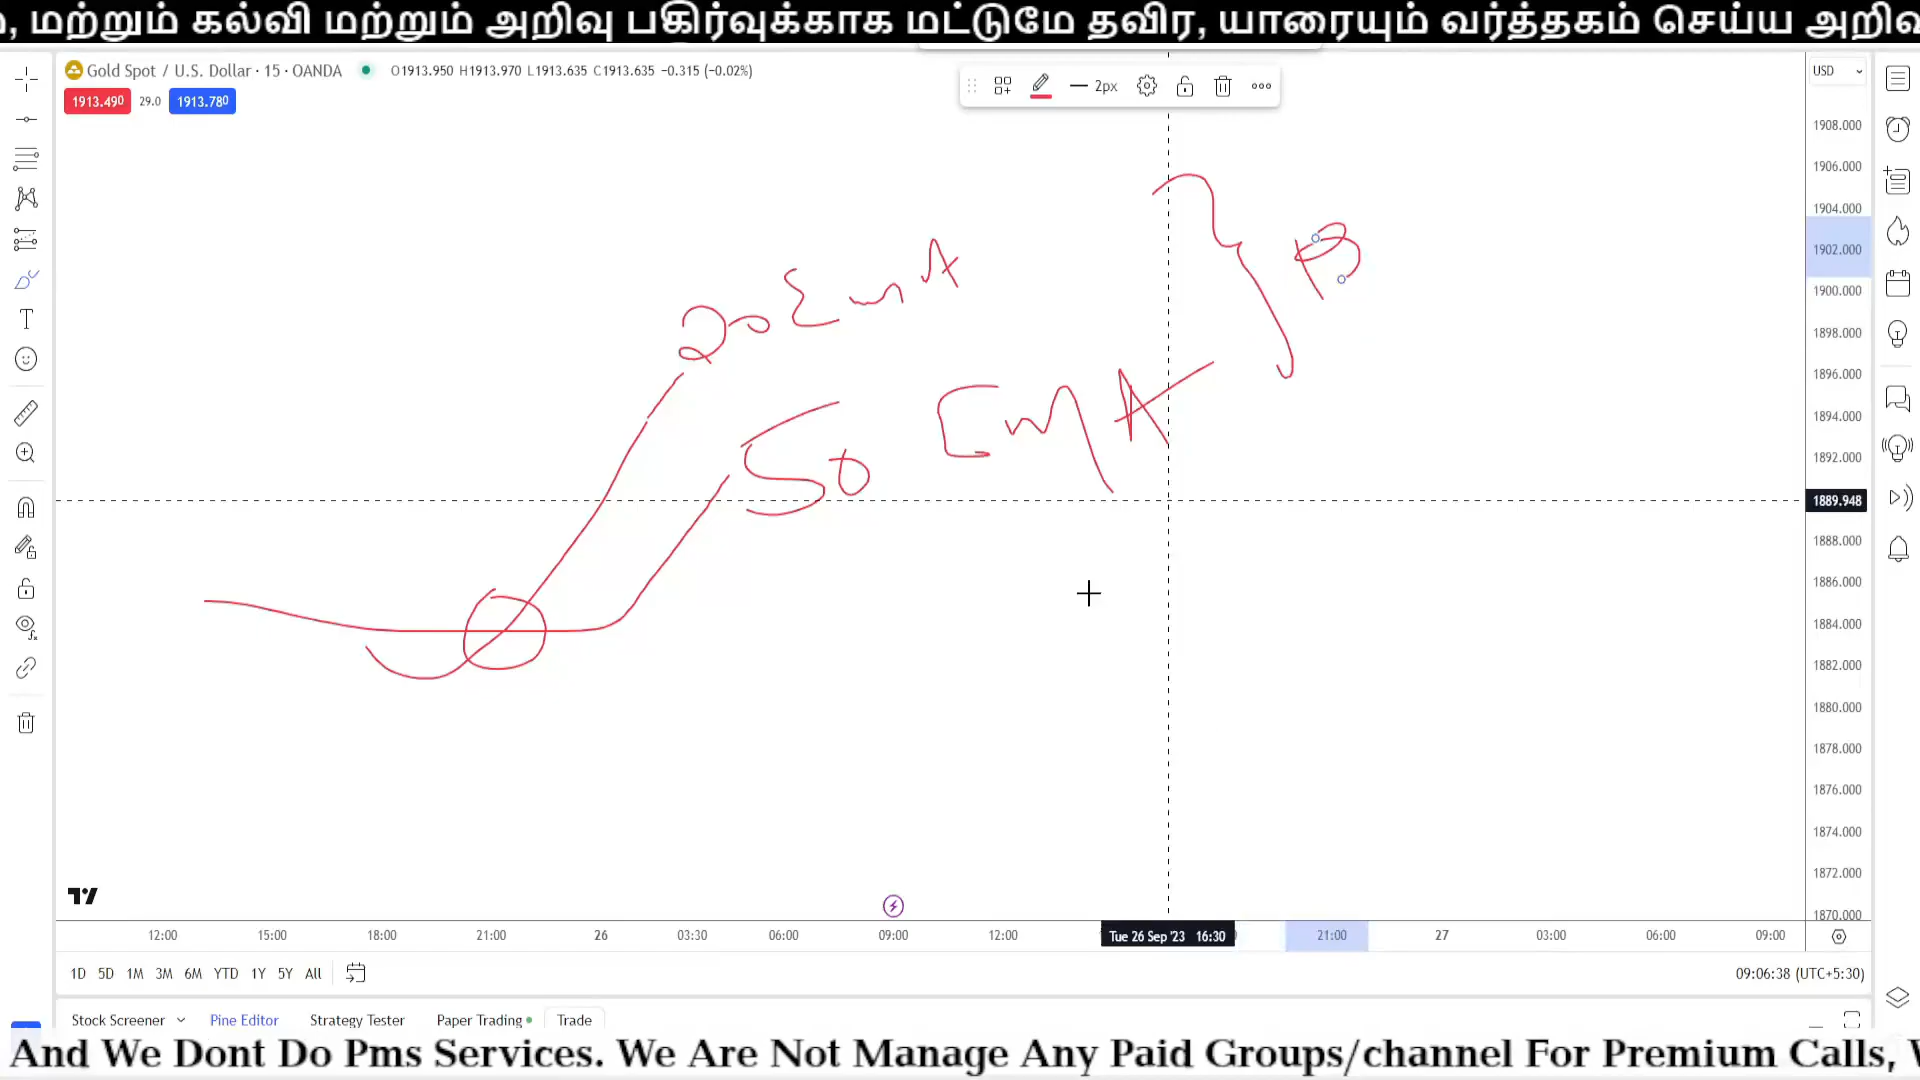 மற்றும் கல்வி மற்றும் அறிவு பகிர்வுக்காக மட்டுமே தவிர, யாரையும் வர்த்தகம் செய்ய
Gold Spot / U.S. Dollar · 15 · OANDA O1913.950 H1913.970 L1913.635 C1913.635 −0.315 (−0.02%)
USD
2px
1913.490 29.0 1913.780
1908.000
1906.000
1904.000
1902.000
1900.000
1898.000
1896.000
1894.000
1892.000
1889.948
1888.000
1886.000
1884.000
1882.000
1880.000
1878.000
1876.000
1874.000
1872.000
1870.000
20 EmA
50 EmA
B
12:00 15:00 18:00 21:00 26 03:30 06:00 09:00 12:00 Tue 26 Sep '23 16:30 21:00 27 03:00 06:00 09:00
1D 5D 1M 3M 6M YTD 1Y 5Y All 09:06:38 (UTC+5:30)
Stock Screener Pine Editor Strategy Tester Paper Trading Trade
And We Dont Do Pms Services. We Are Not Manage Any Paid Groups/channel For Premium Calls,